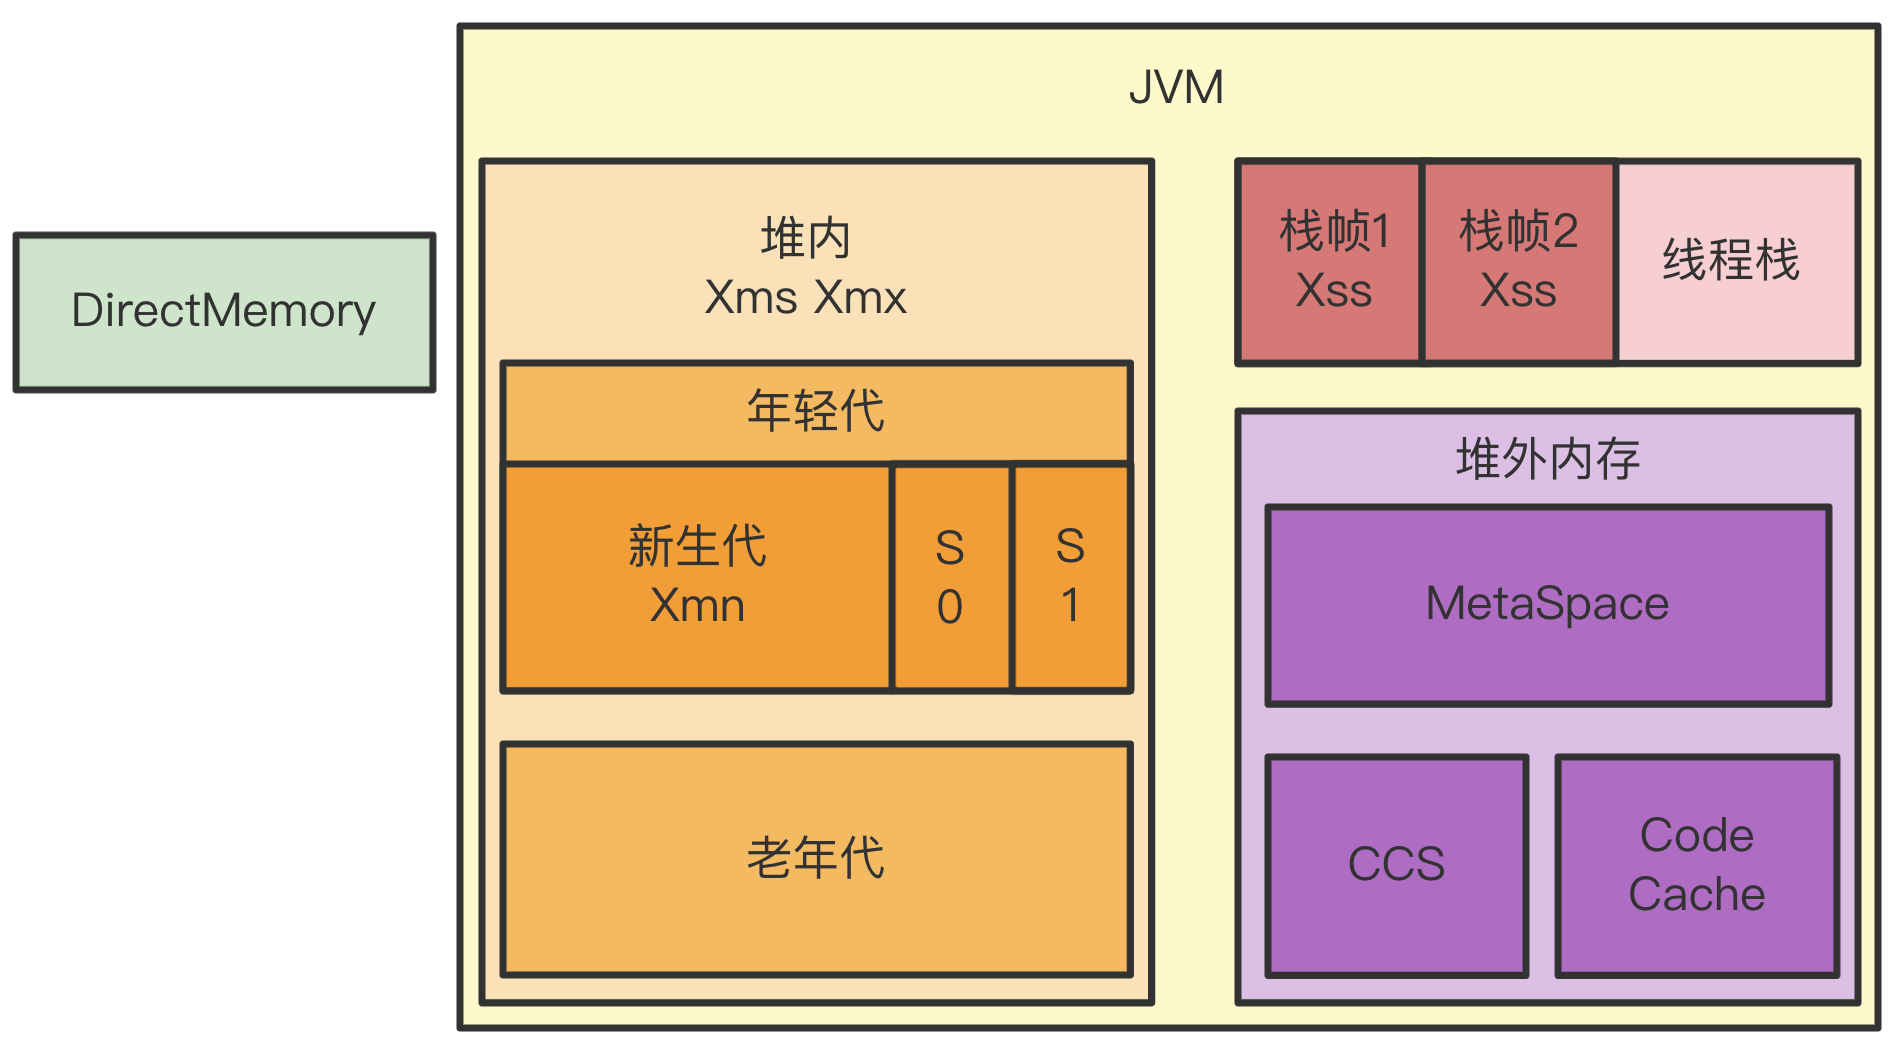 JVM
DirectMemory
堆内
Xms Xmx
年轻代
新生代
Xmn
S
0
S
1
老年代
栈帧1
Xss
栈帧2
Xss
线程栈
堆外内存
MetaSpace
CCS
Code
Cache